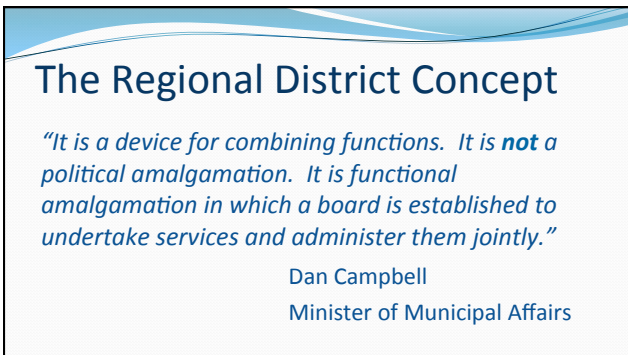 The Regional District Concept
“It is a device for combining functions.  It is not a
political amalgamation.  It is functional
amalgamation in which a board is established to
undertake services and administer them jointly.”
Dan Campbell
Minister of Municipal Affairs